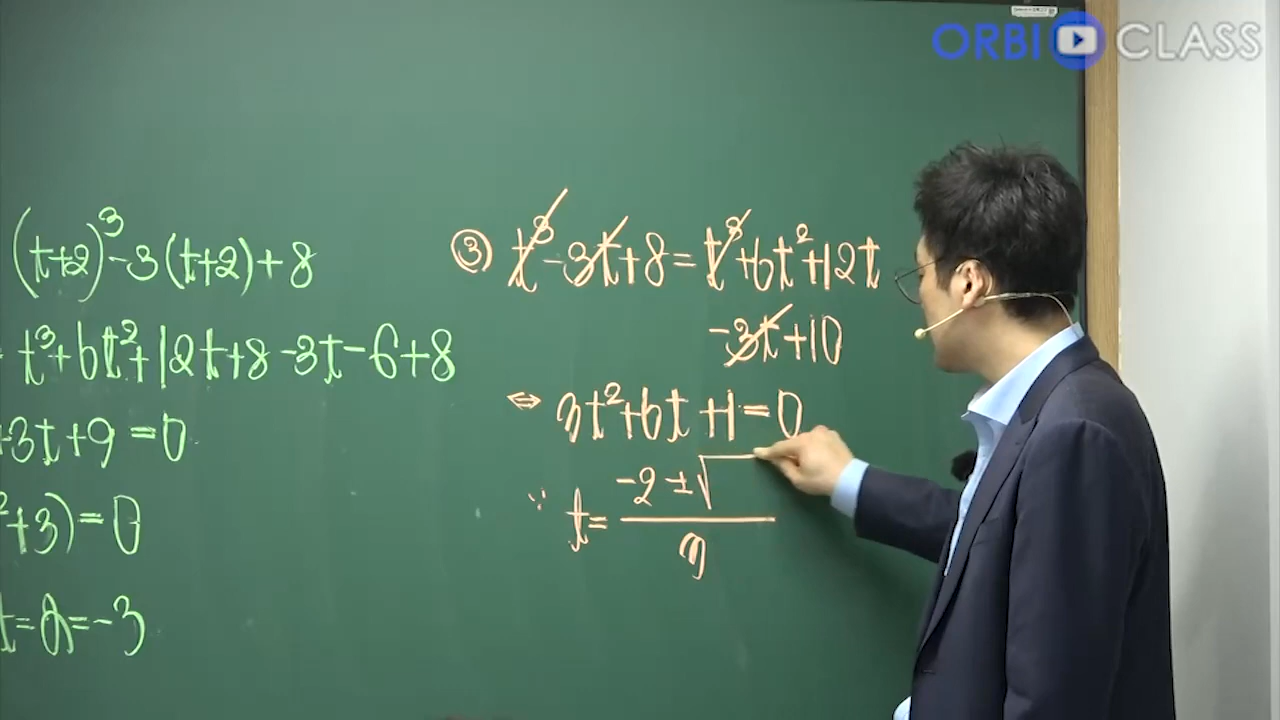 ORBI CLASS
(t+2)³-3(t+2)+8
t³+6t²+12t+8-3t-6+8
+3t+9=0
²+3)=0
t=a=-3
③ t³-3t+8=t³+6t²+12t
-3t+10
⇔ 3t²+6t+1=0
∵ t= -2±√
3